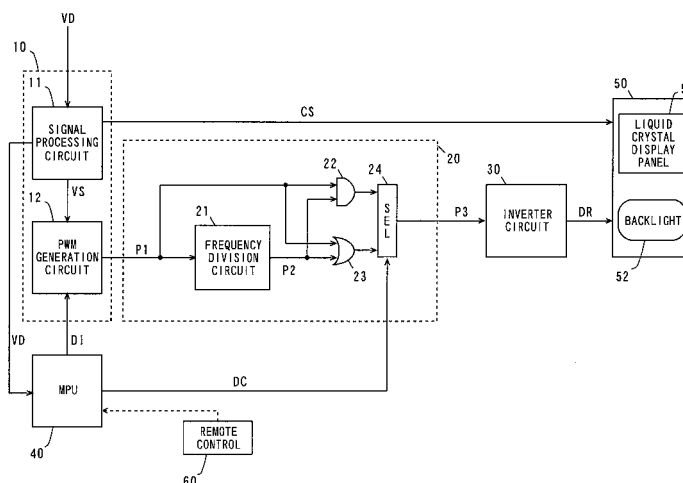 VD
10
11
SIGNAL
PROCESSING
CIRCUIT
CS
50
5
LIQUID
CRYSTAL
DISPLAY
PANEL
VS
12
PWM
GENERATION
CIRCUIT
P1
21
FREQUENCY
DIVISION
CIRCUIT
P2
22
23
24
SEL
20
P3
30
INVERTER
CIRCUIT
DR
BACKLIGHT
52
VD
DI
MPU
40
DC
REMOTE
CONTROL
60